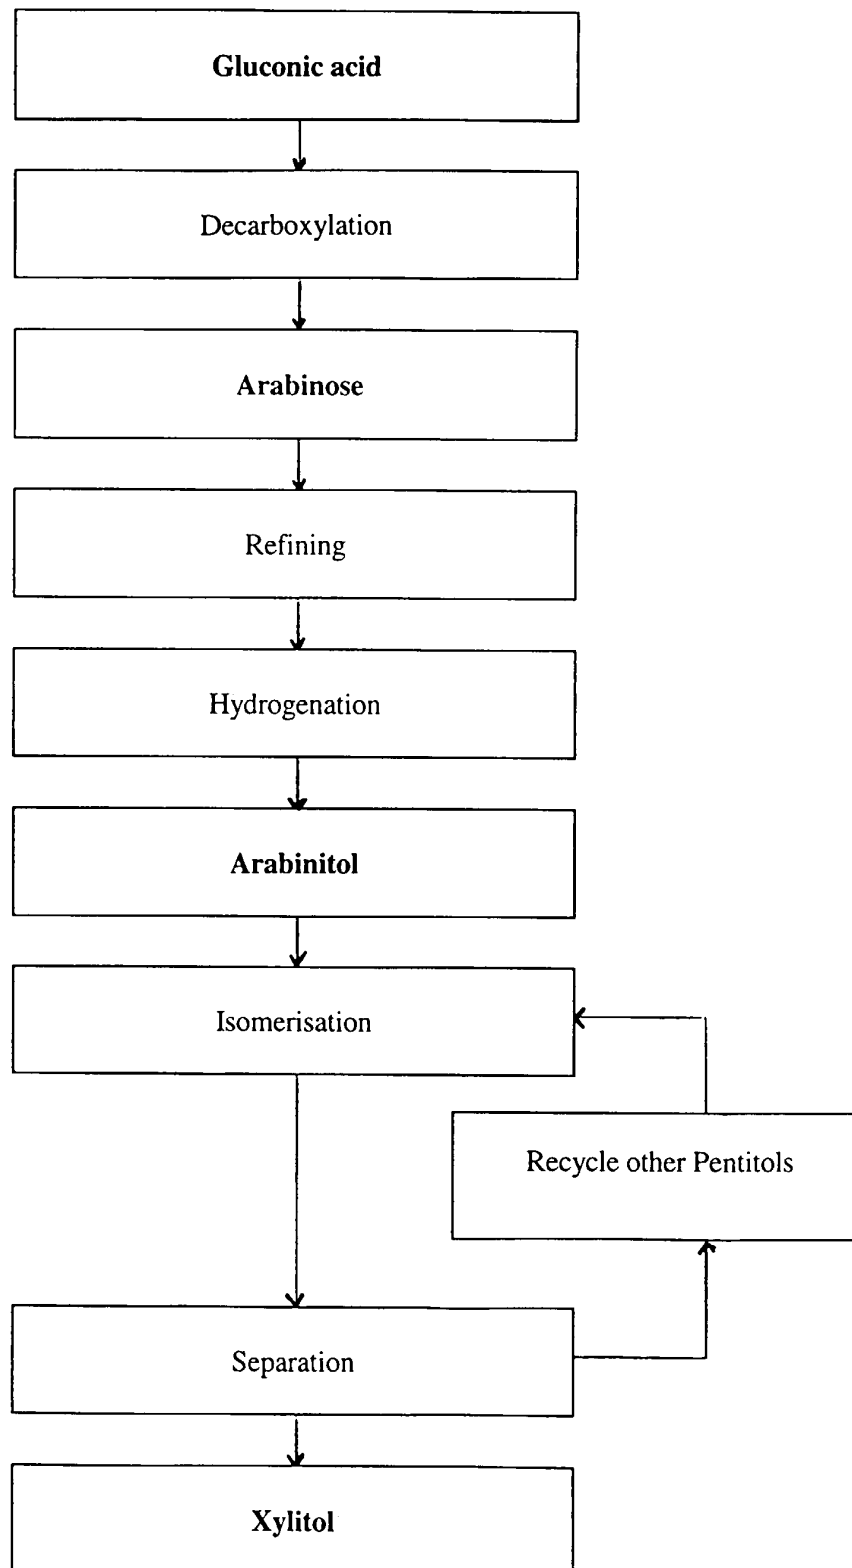 Gluconic acid
Decarboxylation
Arabinose
Refining
Hydrogenation
Arabinitol
Isomerisation
Recycle other Pentitols
Separation
Xylitol